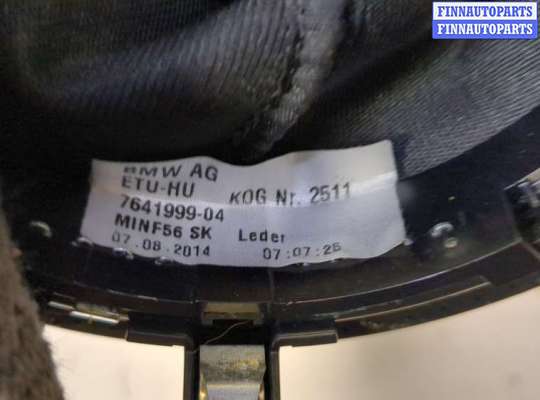 FINNAUTOPARTS
FINNAUTOPARTS
BMW AG
ETU-HU KOG Nr. 2511
7641999-04
MINF56 SK Leder
07.08.2014 07:07:25